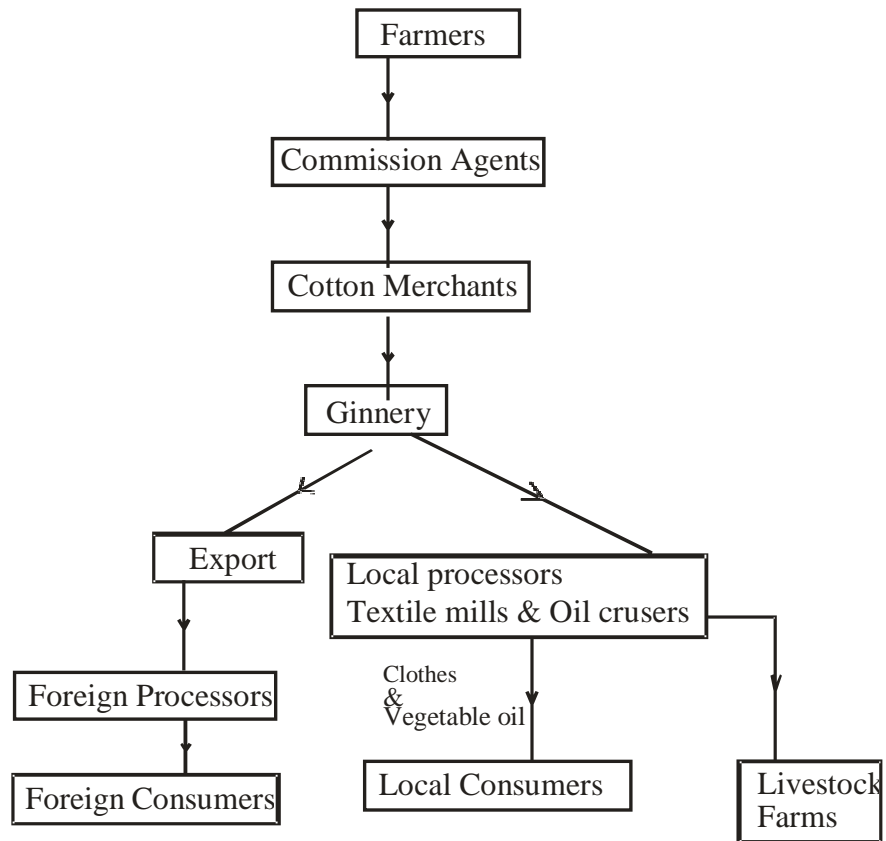 Farmers
Commission Agents
Cotton Merchants
Ginnery
Export
Local processors
Textile mills & Oil crusers
Foreign Processors
Clothes
&
Vegetable oil
Foreign Consumers
Local Consumers
Livestock
Farms